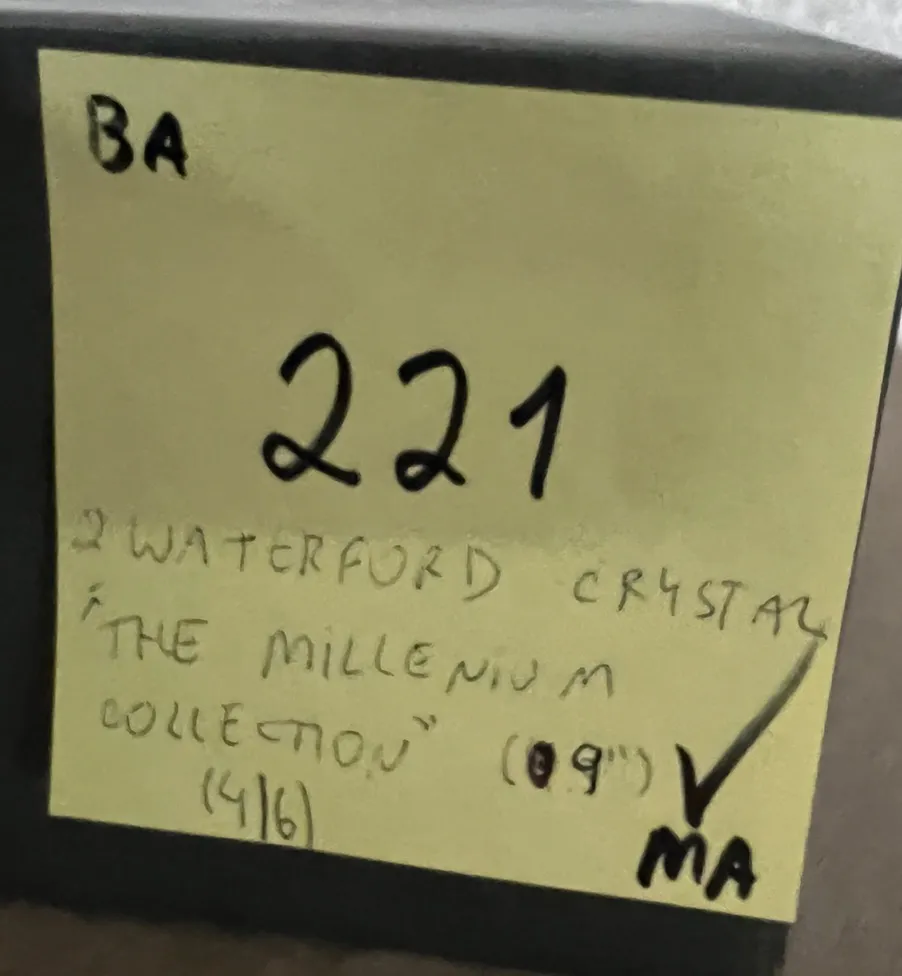 BA
221
2 WATERFORD CRYSTAL
"THE MILLENIUM
COLLECTION" (9")
(4/6)
MA